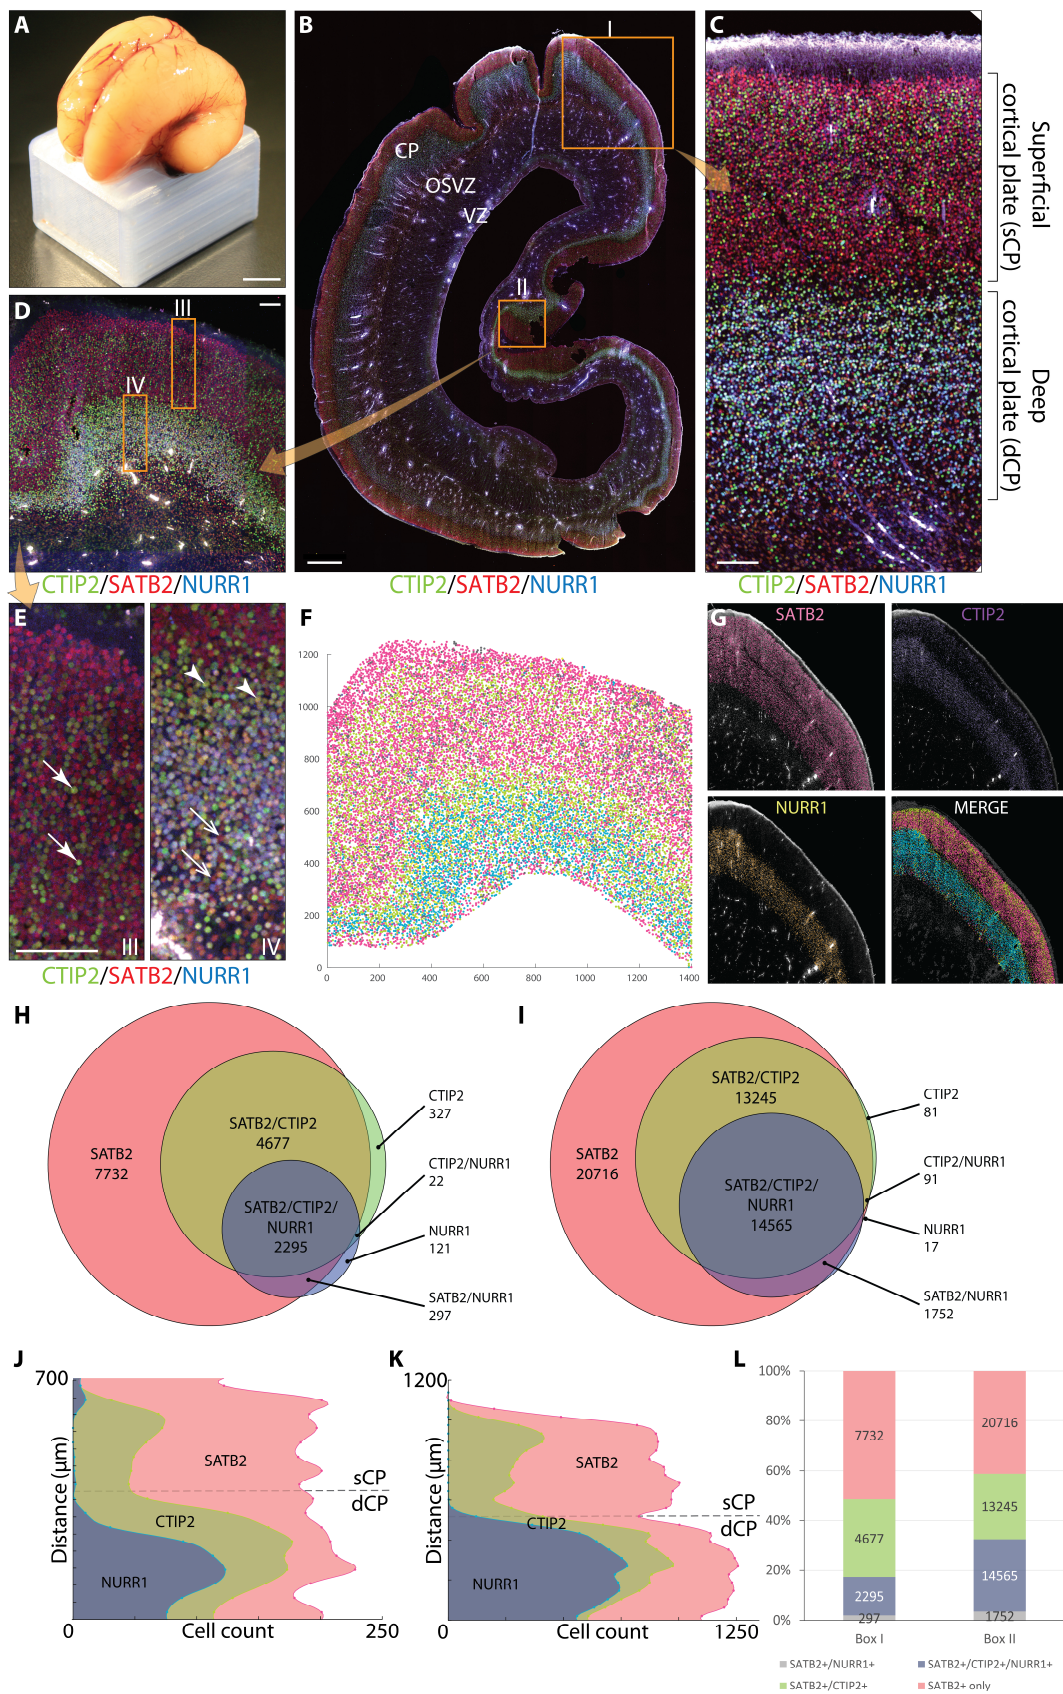 A
B
I
CP
OSVZ
VZ
II
C
Superficial
cortical plate (sCP)
Deep
cortical plate (dCP)
D
III
IV
CTIP2/SATB2/NURR1
CTIP2/SATB2/NURR1
CTIP2/SATB2/NURR1
E
III
IV
CTIP2/SATB2/NURR1
F
1200
1000
800
600
400
200
0
0 200 400 600 800 1000 1200 1400
G
SATB2
CTIP2
NURR1
MERGE
H
SATB2
7732
SATB2/CTIP2
4677
SATB2/CTIP2/
NURR1
2295
CTIP2
327
CTIP2/NURR1
22
NURR1
121
SATB2/NURR1
297
I
SATB2
20716
SATB2/CTIP2
13245
SATB2/CTIP2/
NURR1
14565
CTIP2
81
CTIP2/NURR1
91
NURR1
17
SATB2/NURR1
1752
J
700
Distance (µm)
SATB2
sCP
dCP
CTIP2
NURR1
0 Cell count 250
K
1200
Distance (µm)
SATB2
sCP
dCP
CTIP2
NURR1
0 Cell count 1250
L
100%
80%
60%
40%
20%
0%
7732
4677
2295
297
20716
13245
14565
1752
Box I
Box II
SATB2+/NURR1+
SATB2+/CTIP2+/NURR1+
SATB2+/CTIP2+
SATB2+ only